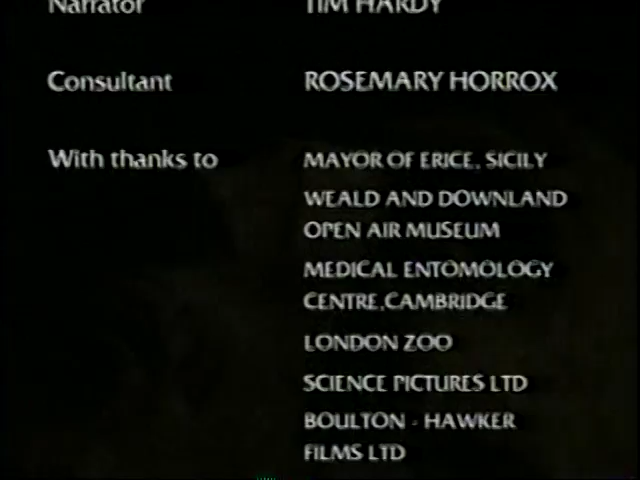 Narrator TIM HARDY
Consultant ROSEMARY HORROX
With thanks to MAYOR OF ERICE, SICILY
WEALD AND DOWNLAND
OPEN AIR MUSEUM
MEDICAL ENTOMOLOGY
CENTRE,CAMBRIDGE
LONDON ZOO
SCIENCE PICTURES LTD
BOULTON - HAWKER
FILMS LTD